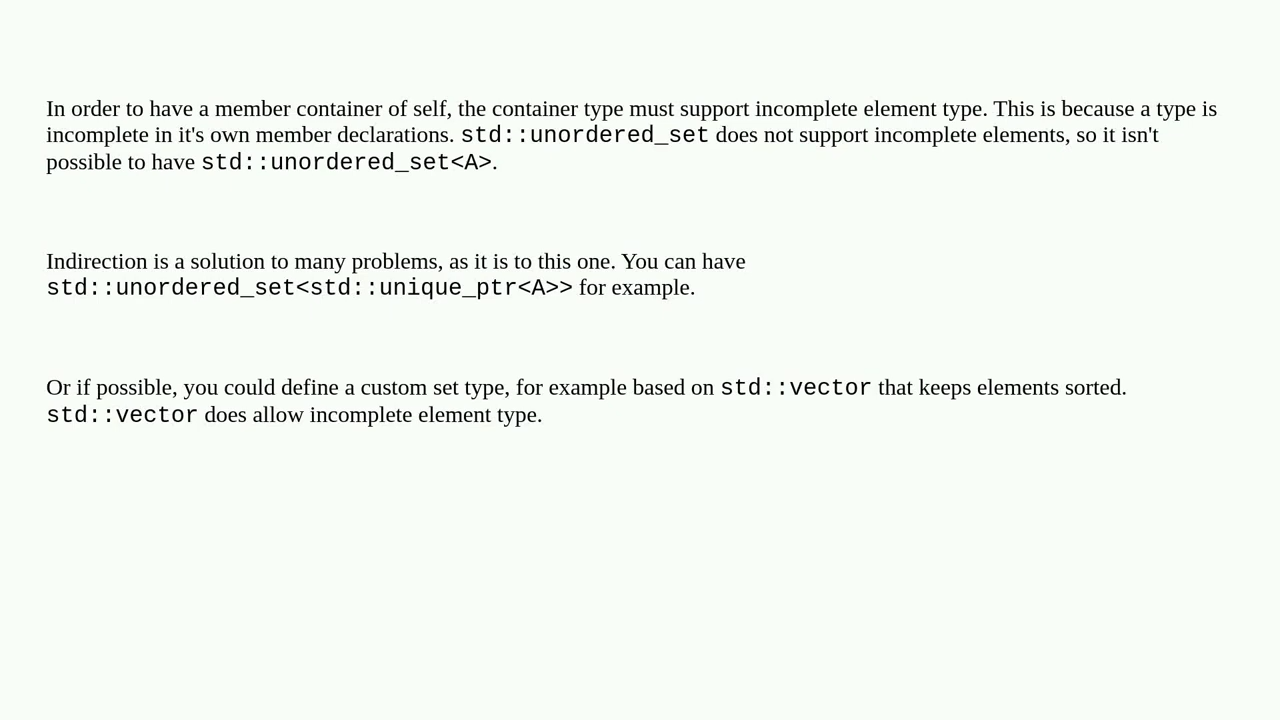 In order to have a member container of self, the container type must support incomplete element type. This is because a type is
incomplete in it's own member declarations. std::unordered_set does not support incomplete elements, so it isn't
possible to have std::unordered_set<A>.
Indirection is a solution to many problems, as it is to this one. You can have
std::unordered_set<std::unique_ptr<A>> for example.
Or if possible, you could define a custom set type, for example based on std::vector that keeps elements sorted.
std::vector does allow incomplete element type.